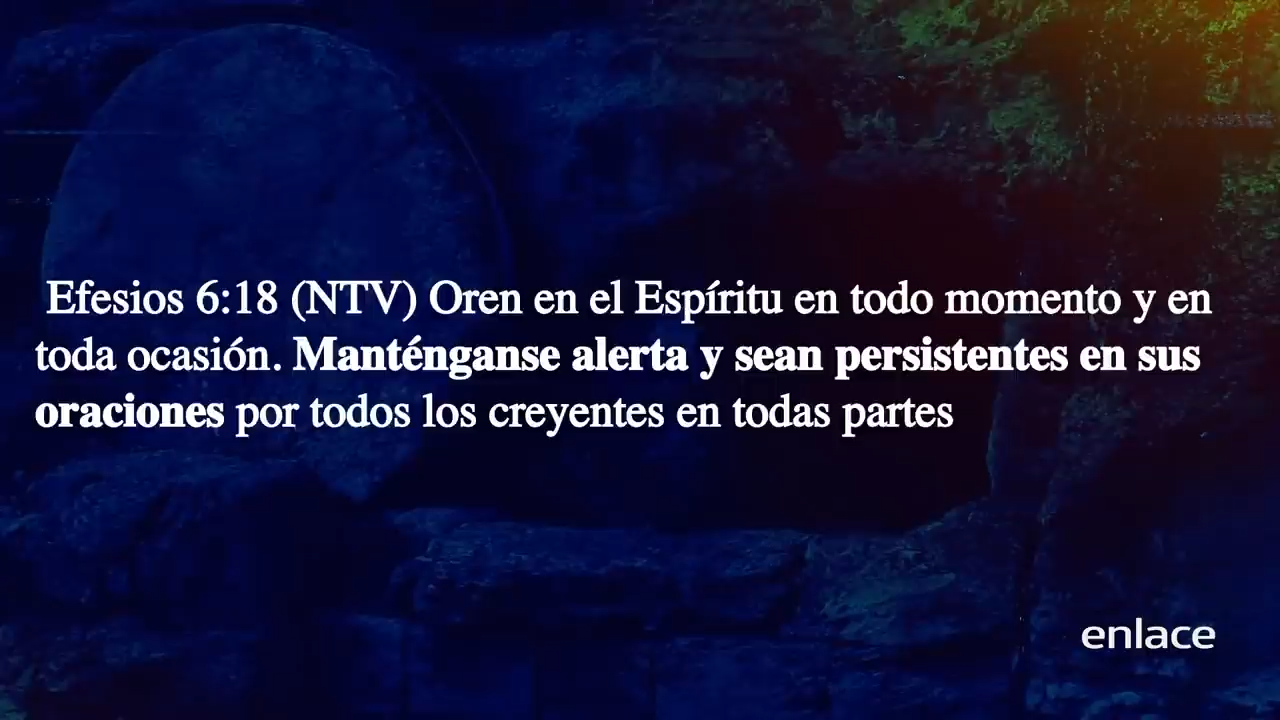 Efesios 6:18 (NTV) Oren en el Espíritu en todo momento y en
toda ocasión. Manténganse alerta y sean persistentes en sus
oraciones por todos los creyentes en todas partes
enlace